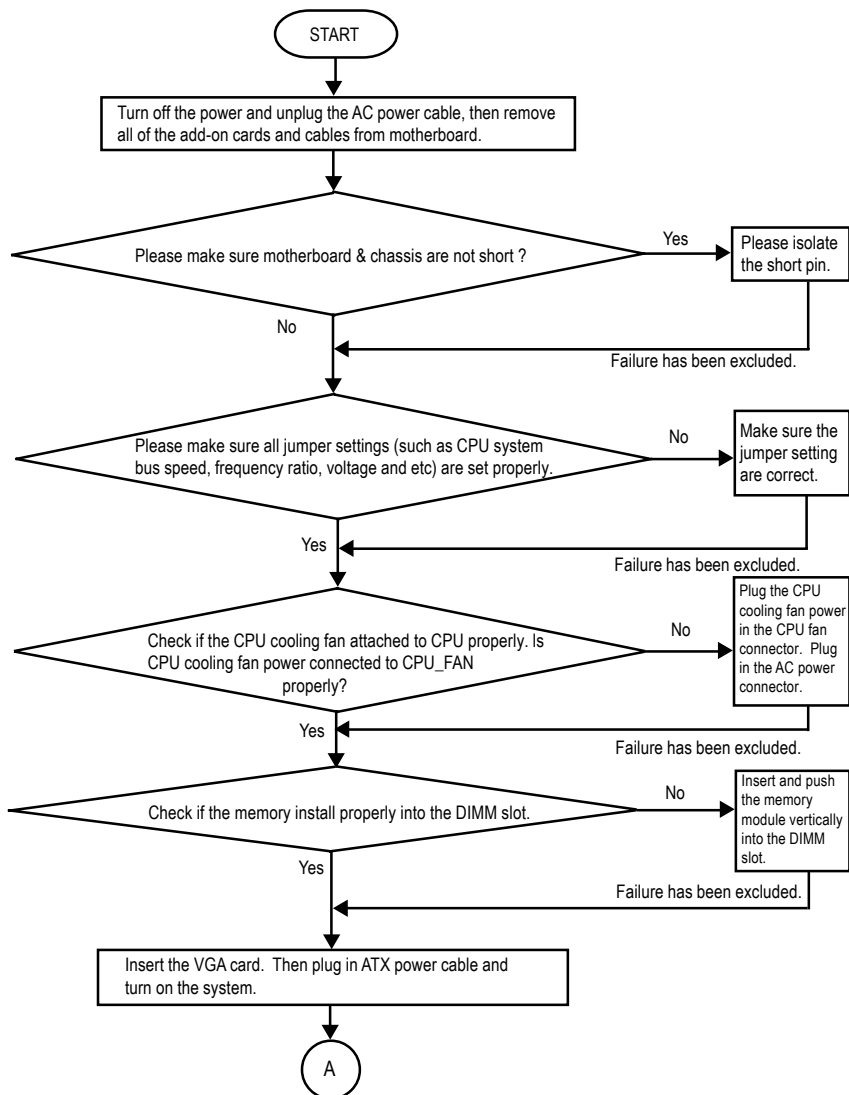 START
Turn off the power and unplug the AC power cable, then remove
all of the add-on cards and cables from motherboard.
Please make sure motherboard & chassis are not short ?
Yes
Please isolate
the short pin.
No
Failure has been excluded.
Please make sure all jumper settings (such as CPU system
bus speed, frequency ratio, voltage and etc) are set properly.
No
Make sure the
jumper setting
are correct.
Yes
Failure has been excluded.
Check if the CPU cooling fan attached to CPU properly. Is
CPU cooling fan power connected to CPU_FAN
properly?
No
Plug the CPU
cooling fan power
in the CPU fan
connector. Plug
in the AC power
connector.
Yes
Failure has been excluded.
Check if the memory install properly into the DIMM slot.
No
Insert and push
the memory
module vertically
into the DIMM
slot.
Yes
Failure has been excluded.
Insert the VGA card. Then plug in ATX power cable and
turn on the system.
A